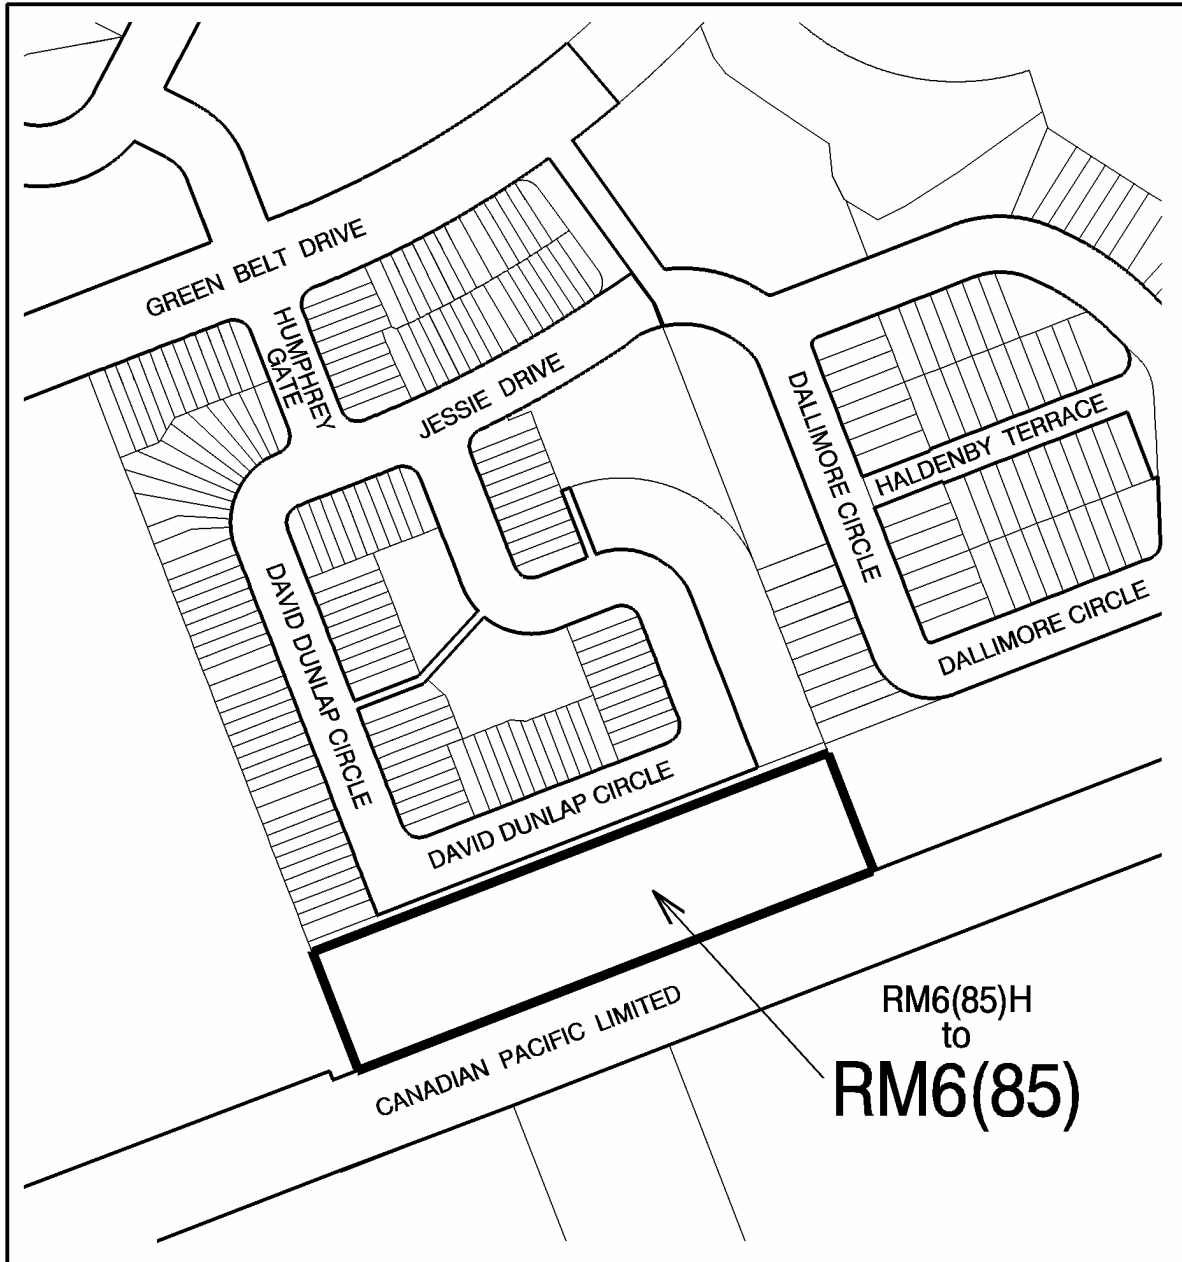 GREEN BELT DRIVE
HUMPHREY
GATE
JESSIE DRIVE
DALLIMORE CIRCLE
HALDENBY TERRACE
DAVID DUNLAP CIRCLE
DALLIMORE CIRCLE
DAVID DUNLAP CIRCLE
CANADIAN PACIFIC LIMITED
RM6(85)H
to
RM6(85)